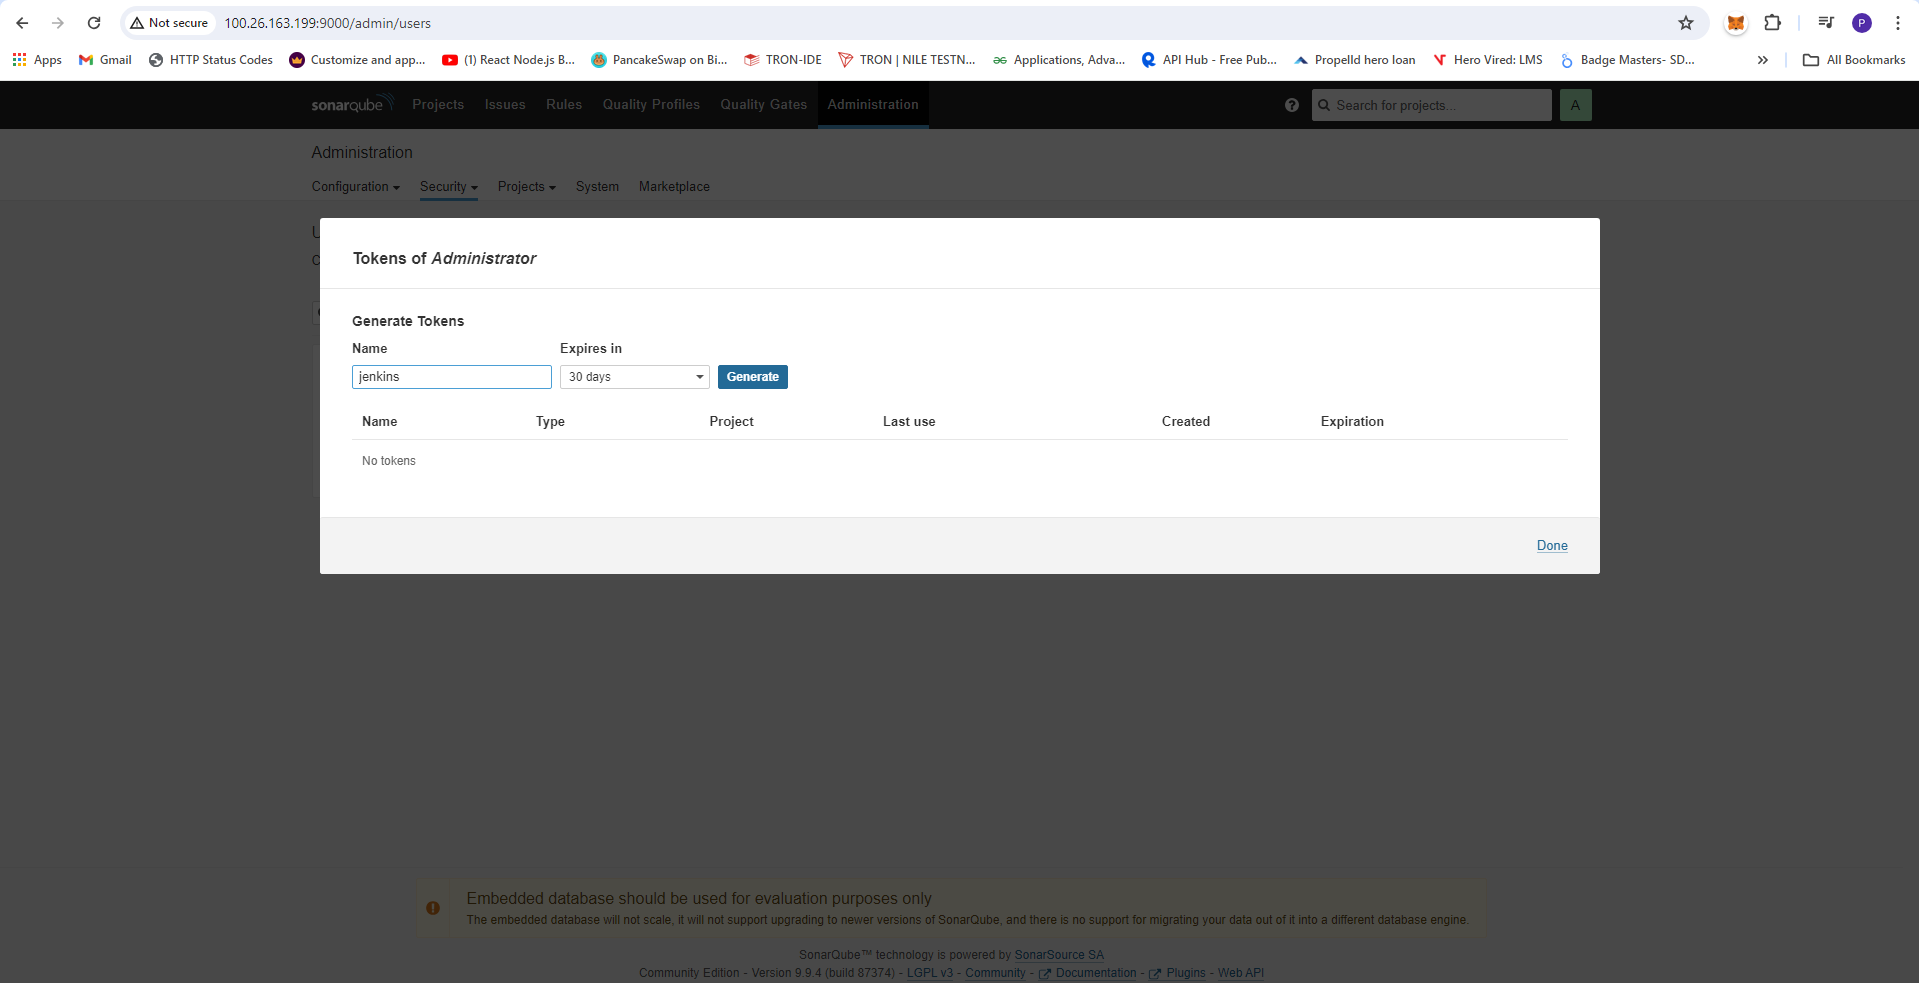 Not secure 100.26.163.199:9000/admin/users P
Apps Gmail HTTP Status Codes Customize and app... (1) React Node.js B... PancakeSwap on Bi... TRON-IDE TRON | NILE TESTN... Applications, Adva... API Hub - Free Pub... Propelld hero loan Hero Vired: LMS Badge Masters- SD... » All Bookmarks
sonarqube Projects Issues Rules Quality Profiles Quality Gates Administration ? Search for projects... A
Administration
Configuration Security Projects System Marketplace
Tokens of Administrator
Generate Tokens
Name Expires in
jenkins 30 days Generate
Name Type Project Last use Created Expiration
No tokens
Done
Embedded database should be used for evaluation purposes only
The embedded database will not scale, it will not support upgrading to newer versions of SonarQube, and there is no support for migrating your data out of it into a different database engine.
SonarQube™ technology is powered by SonarSource SA
Community Edition - Version 9.9.4 (build 87374) - LGPL v3 - Community - Documentation - Plugins - Web API